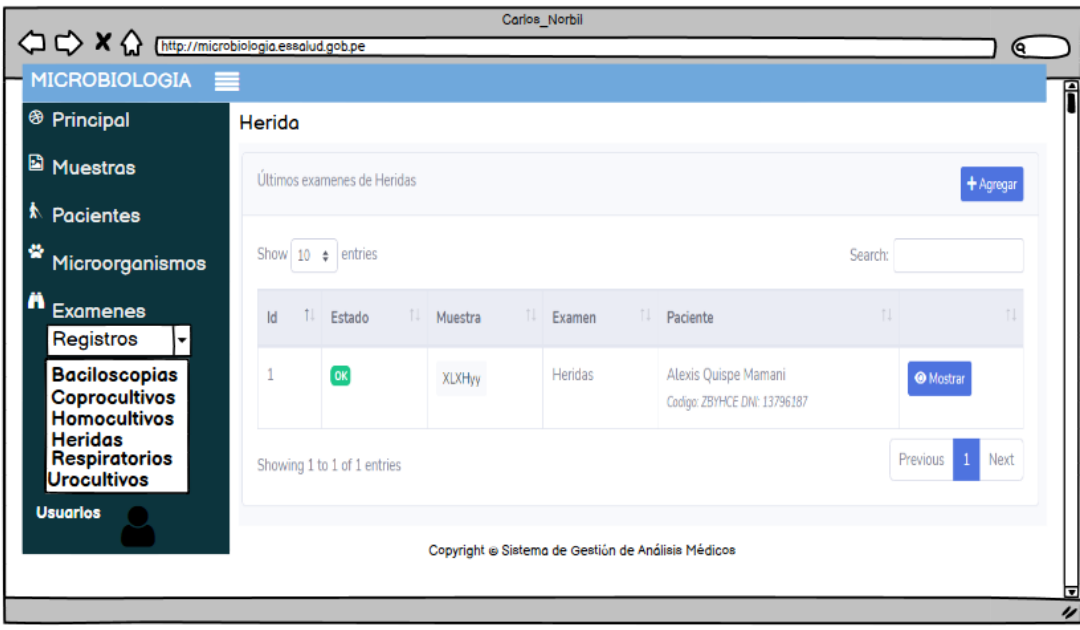 Carlos_Norbil
http://microbiologia.essalud.gob.pe
MICROBIOLOGIA
Principal
Muestras
Pacientes
Microorganismos
Examenes
Registros
Baciloscopias
Coprocultivos
Homocultivos
Heridas
Respiratorios
Urocultivos
Usuarios
Herida
Últimos examenes de Heridas
+ Agregar
Show 10 entries
Search:
Id Estado Muestra Examen Paciente
1 OK XLXHyy Heridas Alexis Quispe Mamani
Codigo: ZBYHCE DNI: 13796187
Mostrar
Showing 1 to 1 of 1 entries
Previous 1 Next
Copyright © Sistema de Gestión de Análisis Médicos